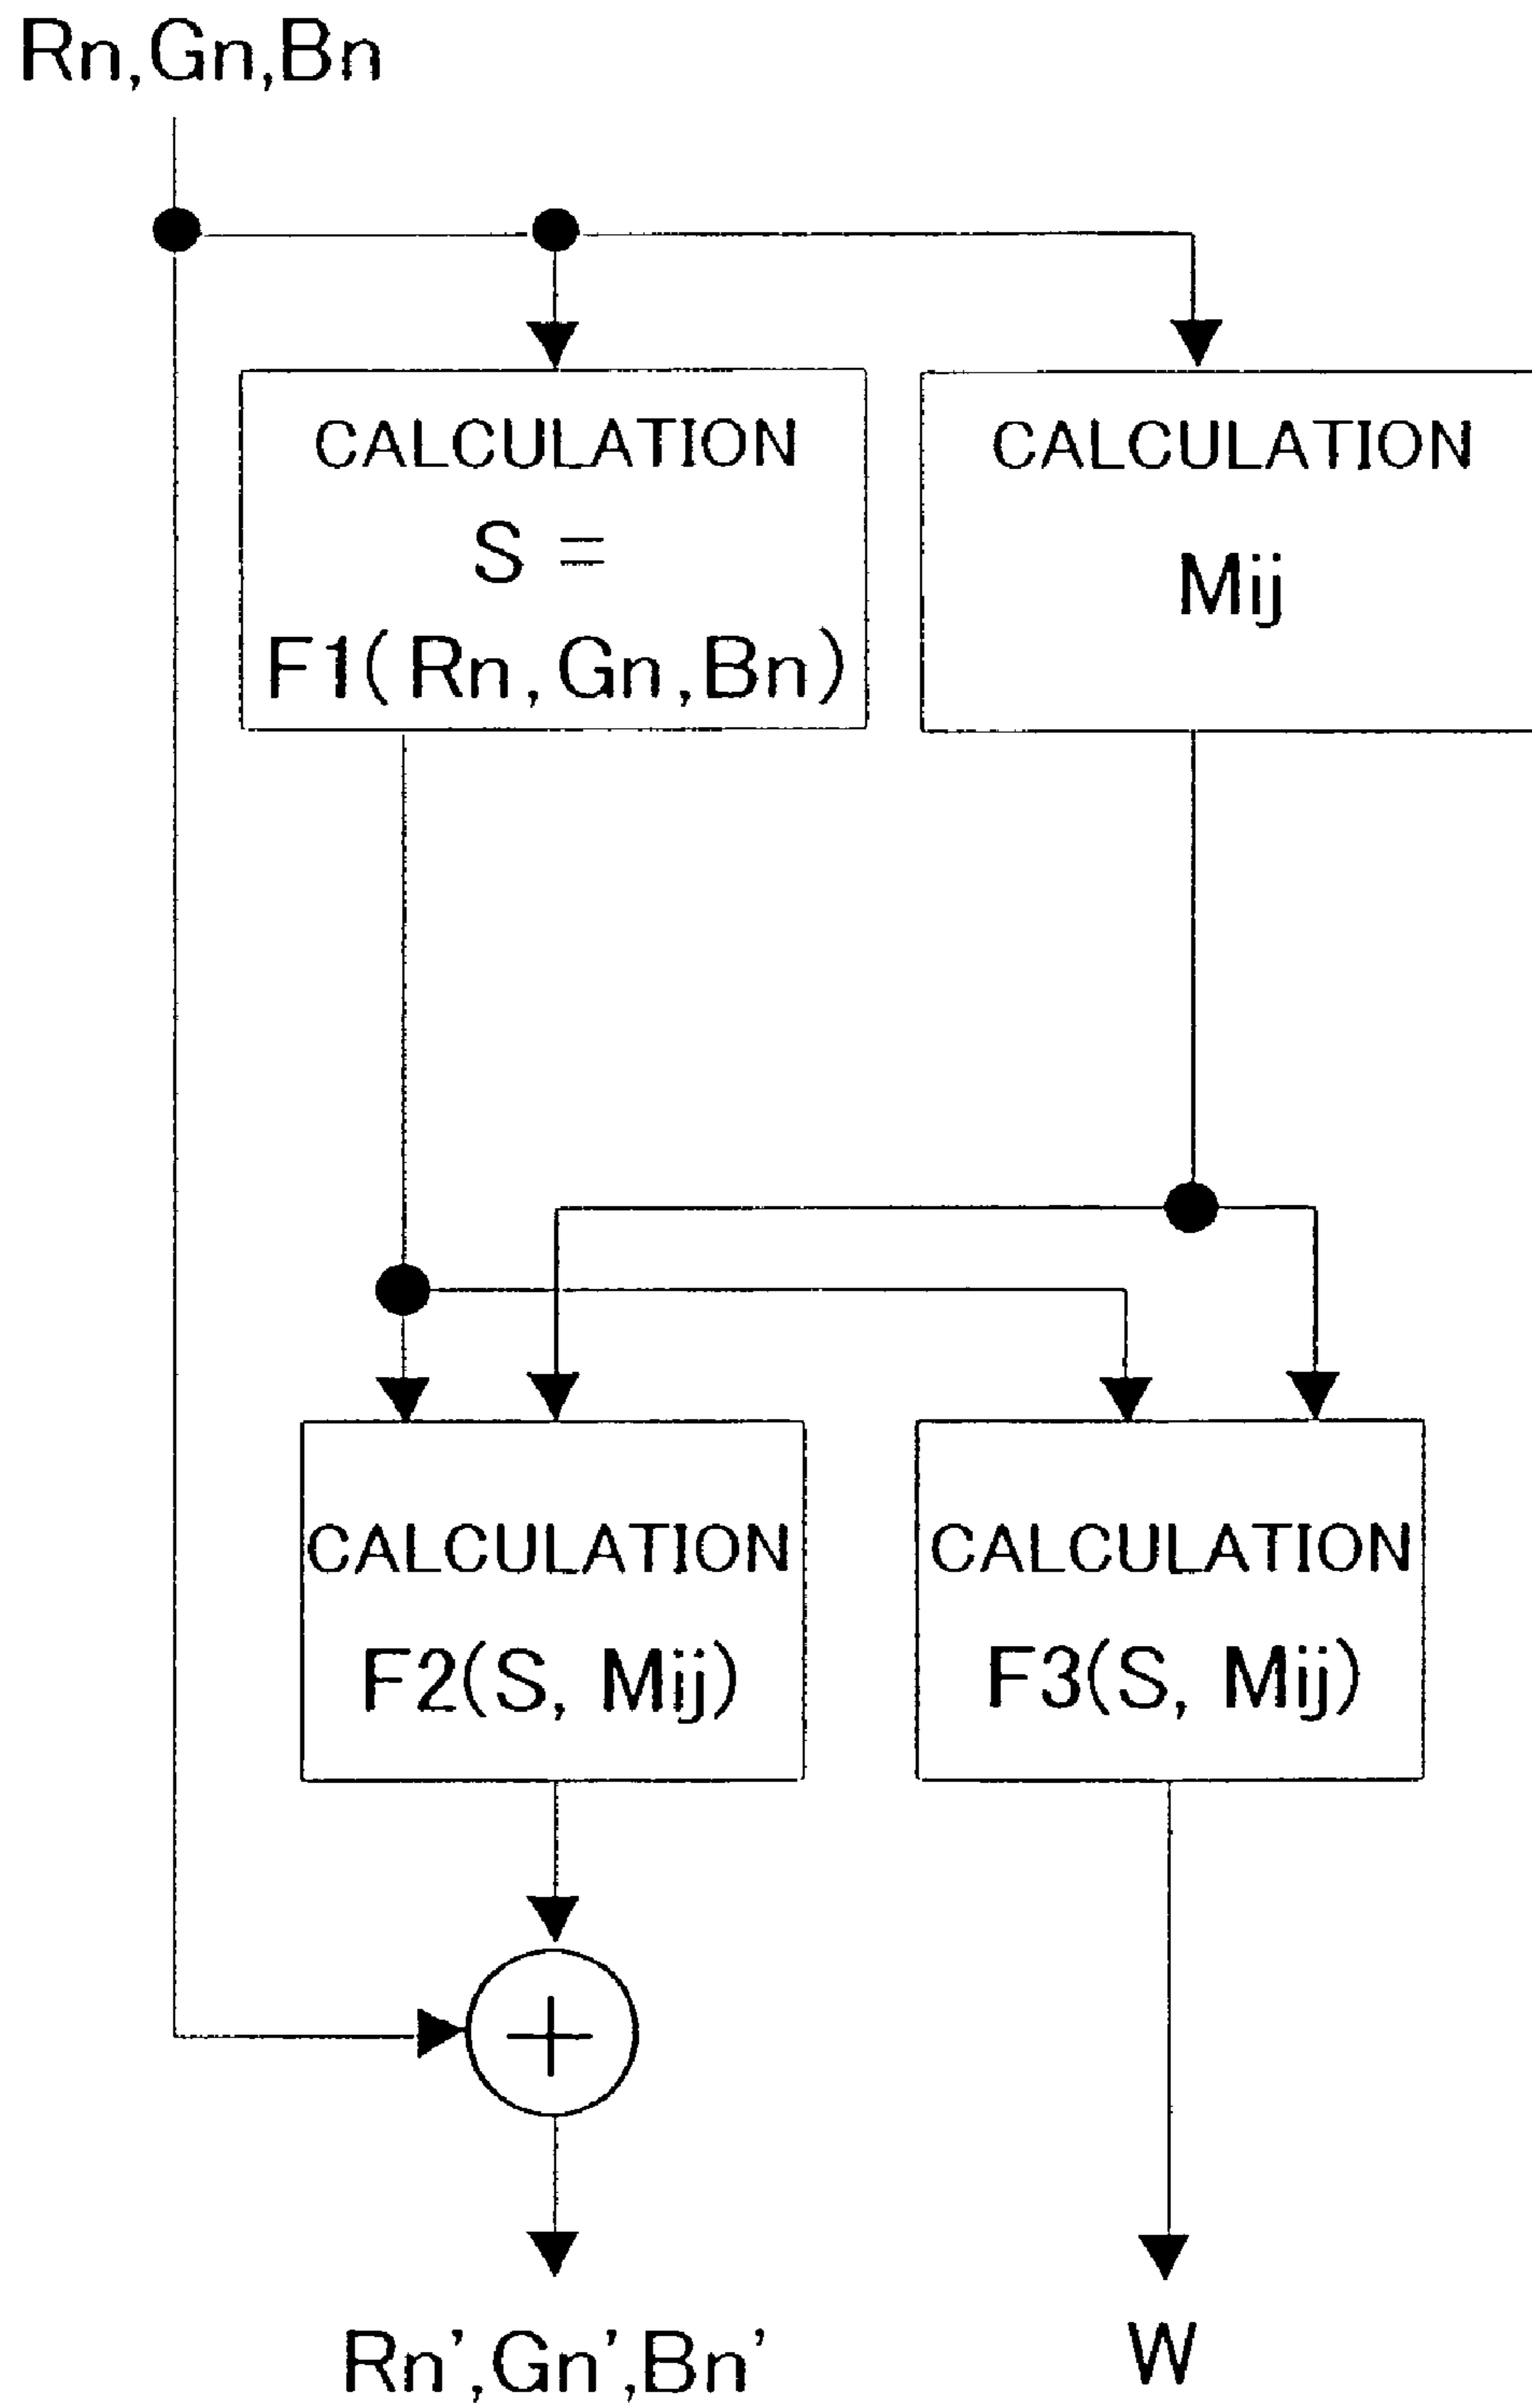 Rn,Gn,Bn
CALCULATION
S =
F1(Rn,Gn,Bn)
CALCULATION
Mij
CALCULATION
F2(S, Mij)
CALCULATION
F3(S, Mij)
+
Rn’,Gn’,Bn’
W